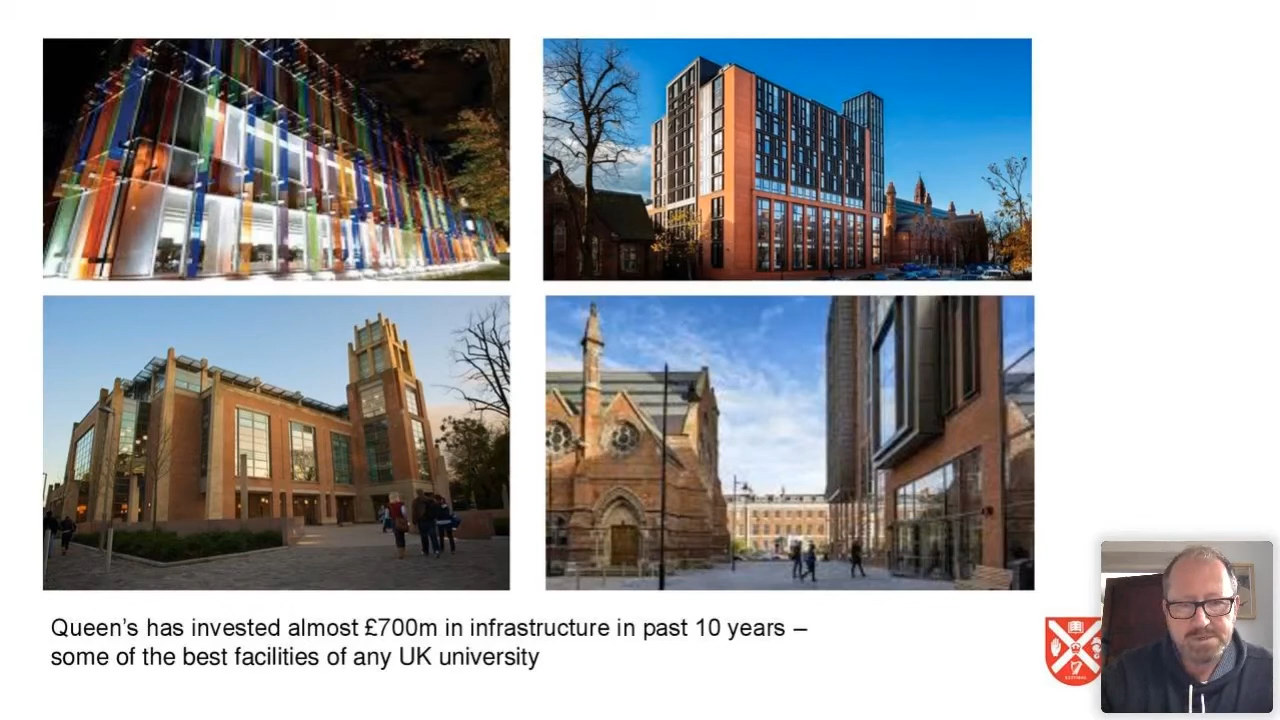 Queen's has invested almost £700m in infrastructure in past 10 years –
some of the best facilities of any UK university